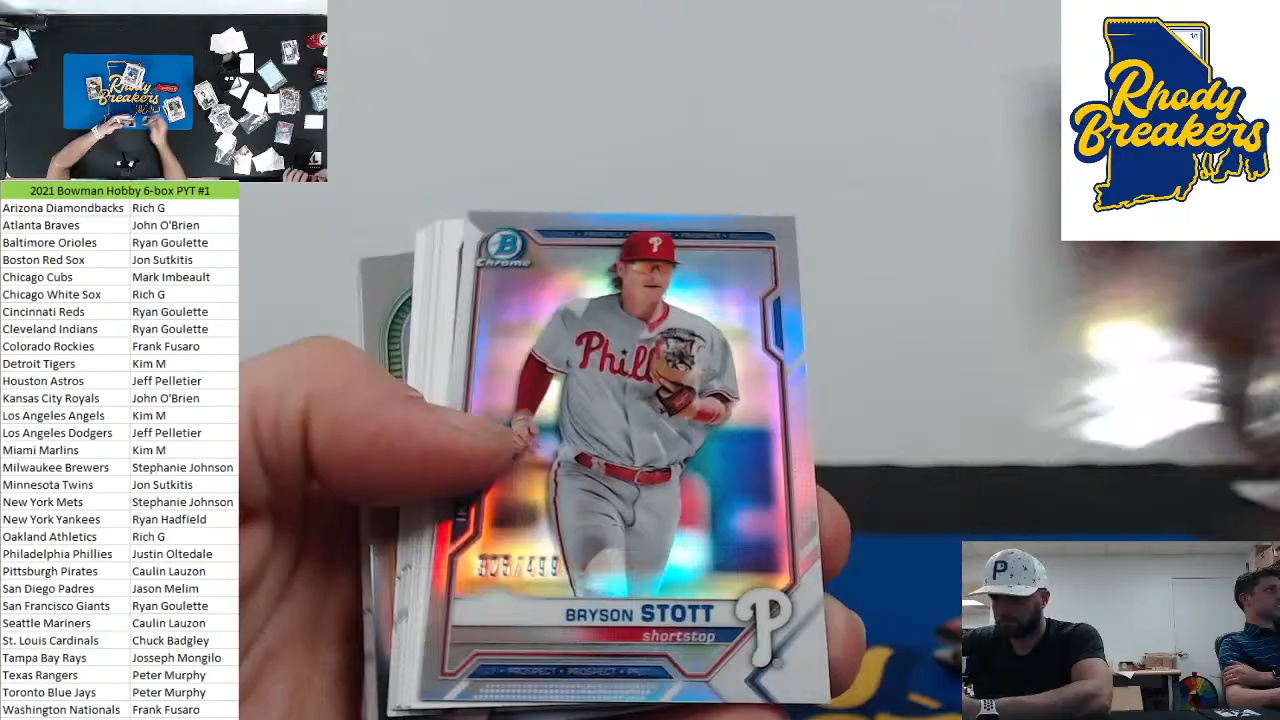 2021 Bowman Hobby 6-box PYT #1
Arizona Diamondbacks Rich G
Atlanta Braves John O'Brien
Baltimore Orioles Ryan Goulette
Boston Red Sox Jon Sutkitis
Chicago Cubs Mark Imbeault
Chicago White Sox Rich G
Cincinnati Reds Ryan Goulette
Cleveland Indians Ryan Goulette
Colorado Rockies Frank Fusaro
Detroit Tigers Kim M
Houston Astros Jeff Pelletier
Kansas City Royals John O'Brien
Los Angeles Angels Kim M
Los Angeles Dodgers Jeff Pelletier
Miami Marlins Kim M
Milwaukee Brewers Stephanie Johnson
Minnesota Twins Jon Sutkitis
New York Mets Stephanie Johnson
New York Yankees Ryan Hadfield
Oakland Athletics Rich G
Philadelphia Phillies Justin Oltedale
Pittsburgh Pirates Caulin Lauzon
San Diego Padres Jason Melim
San Francisco Giants Ryan Goulette
Seattle Mariners Caulin Lauzon
St. Louis Cardinals Chuck Badgley
Tampa Bay Rays Josseph Mongilo
Texas Rangers Peter Murphy
Toronto Blue Jays Peter Murphy
Washington Nationals Frank Fusaro
Rhody
Breakers
B
Chrome
P
Phill
/499
BRYSON STOTT
shortstop
P
PROSPECT
Rhody
Breakers
1/1
P